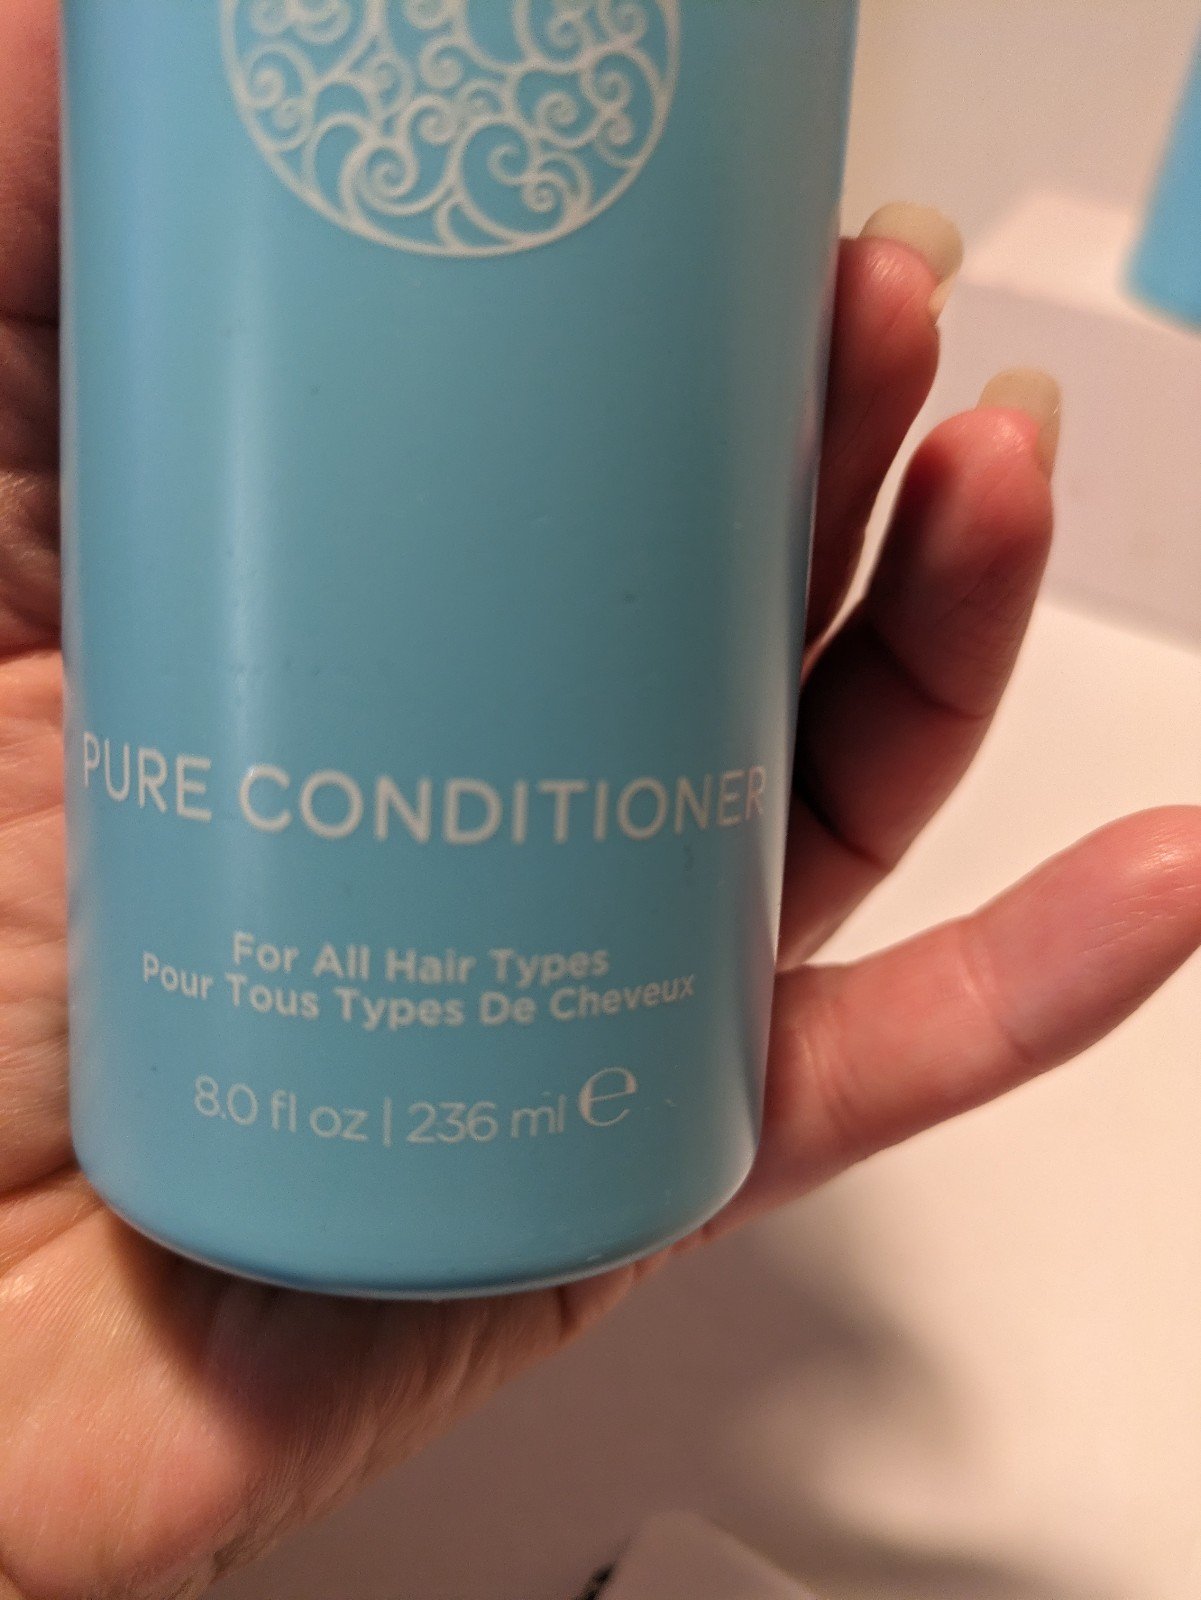 PURE CONDITIONER
For All Hair Types
Pour Tous Types De Cheveux
8.0 fl oz | 236 ml ℮